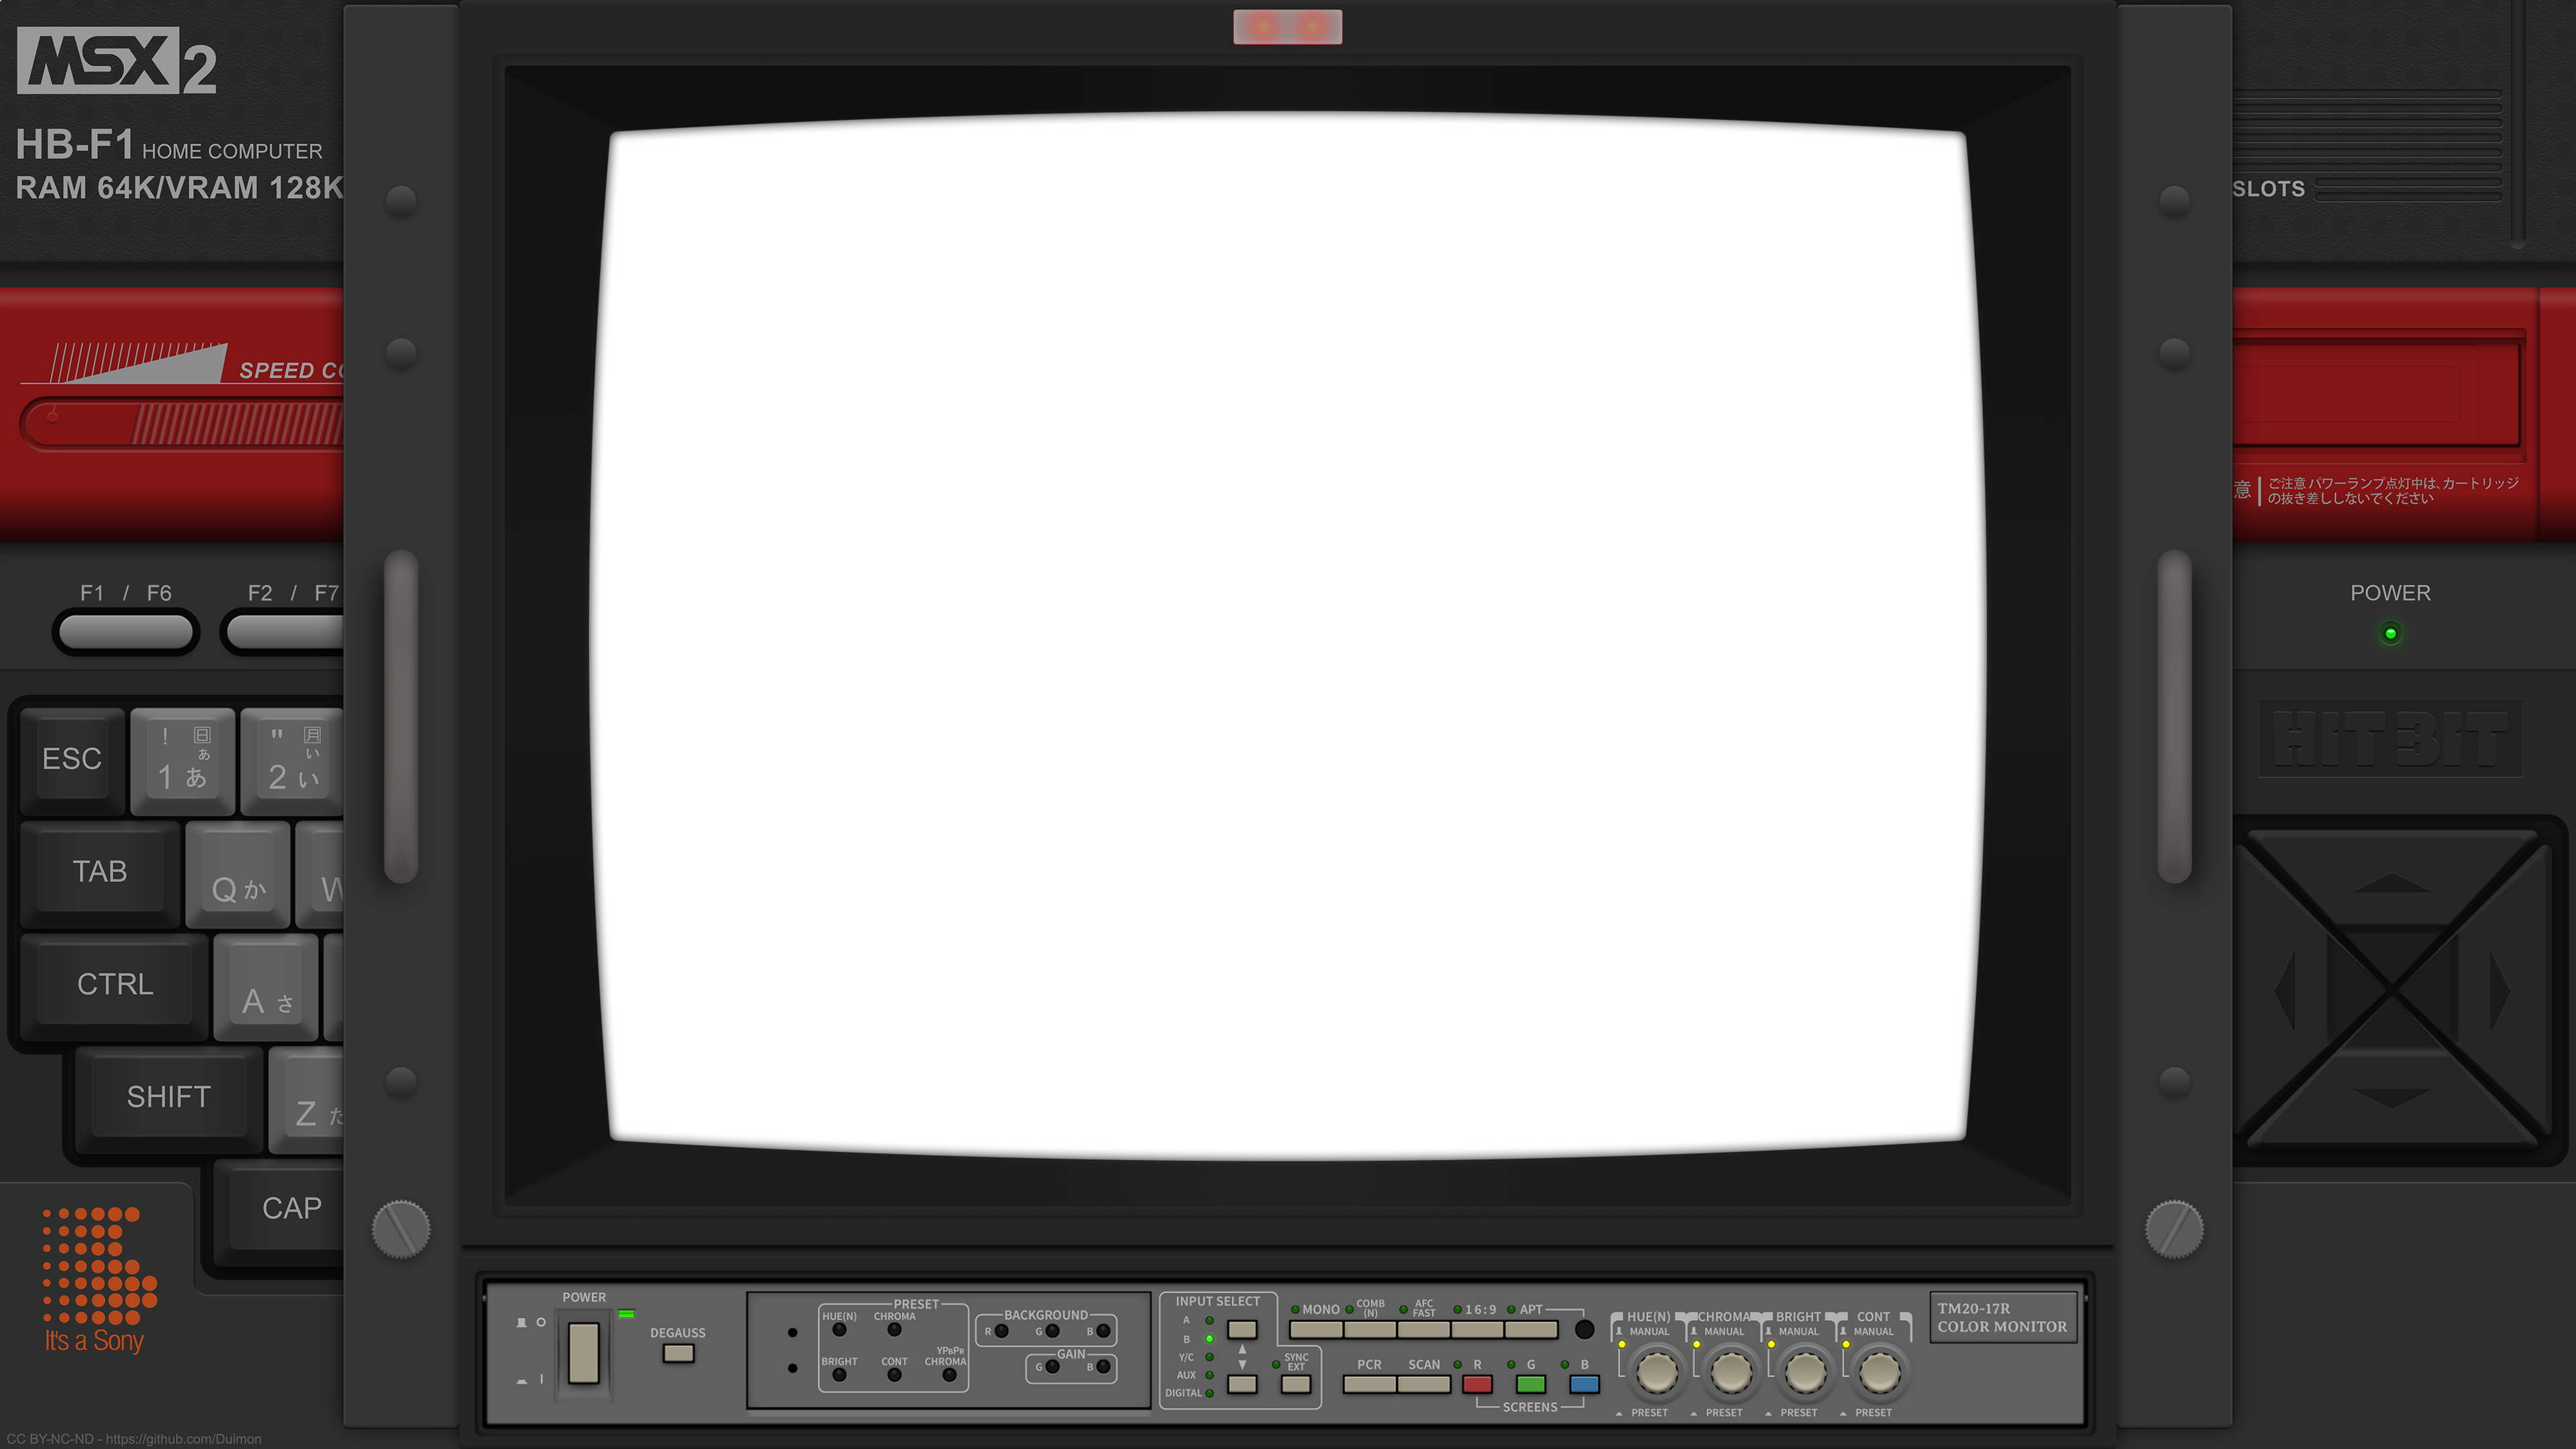 MSX2
HB-F1 HOME COMPUTER
RAM 64K/VRAM 128K
SPEED CO
F1 / F6
F2 / F7
ESC
! 日 あ
1 あ
" 月 い
2 い
TAB
Q か
W
CTRL
A さ
SHIFT
Z た
CAP
It's a Sony
CC BY-NC-ND - https://github.com/Duimon
SLOTS
意
ご注意 パワーランプ点灯中は、カートリッジ
の抜き差ししないでください
POWER
HITBIT
POWER
DEGAUSS
PRESET
HUE(N) CHROMA
BRIGHT CONT YPBPR CHROMA
BACKGROUND
R G B
GAIN
G B
INPUT SELECT
A
B
Y/C
AUX
DIGITAL
SYNC
EXT
MONO
COMB
(N)
AFC
FAST
16:9
APT
PCR SCAN R G B
SCREENS
HUE(N) CHROMA BRIGHT CONT
MANUAL MANUAL MANUAL MANUAL
PRESET PRESET PRESET PRESET
TM20-17R
COLOR MONITOR